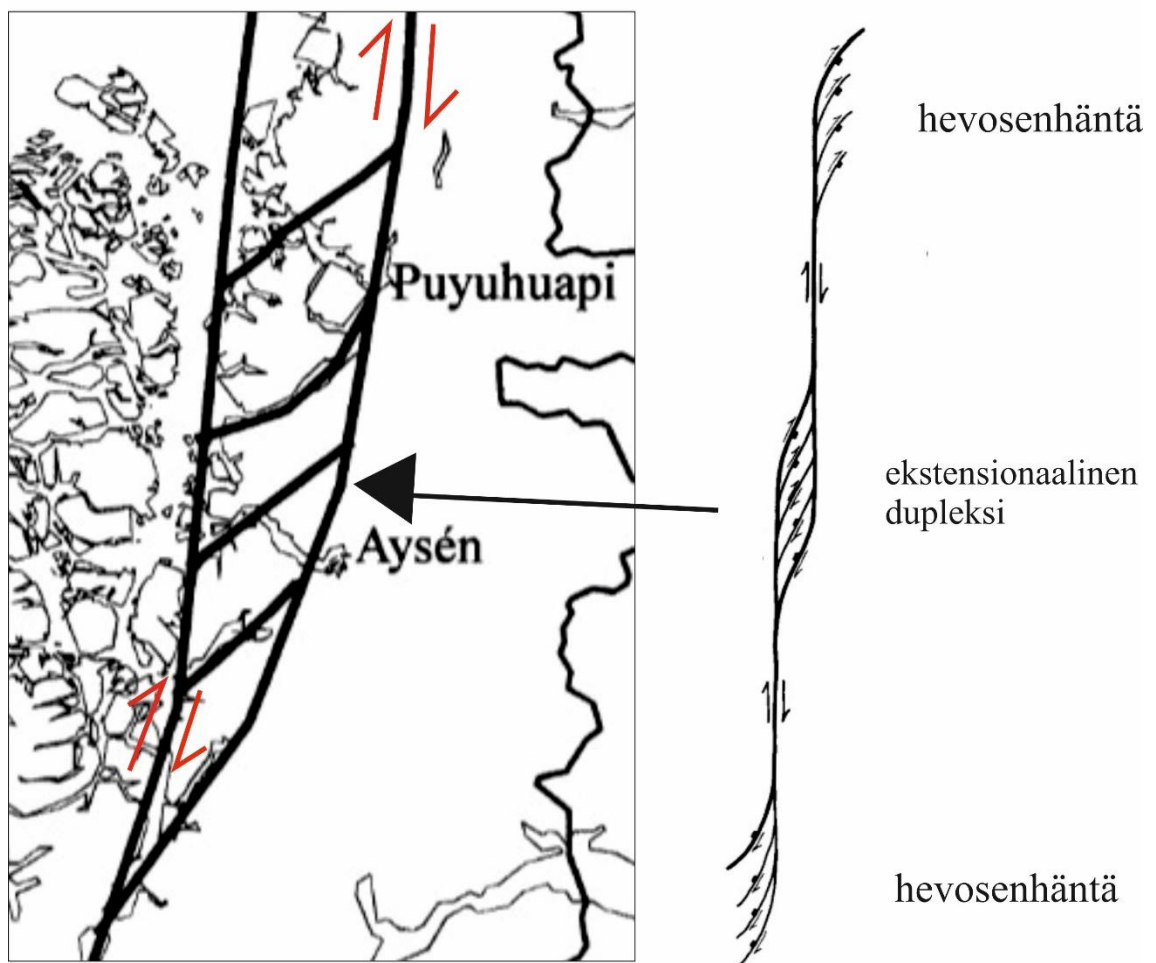 hevosenhäntä
Puyuhuapi
ekstensionaalinen
dupleksi
Aysén
hevosenhäntä